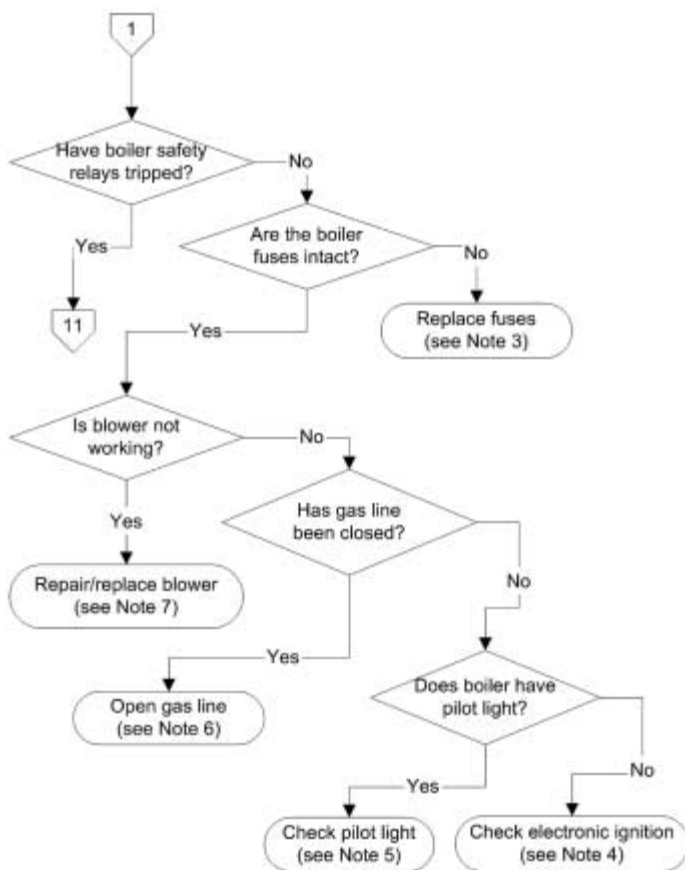 1
Have boiler safety
relays tripped?
No
Yes
Are the boiler
fuses intact?
No
11
Replace fuses
(see Note 3)
Yes
Is blower not
working?
No
Yes
Has gas line
been closed?
No
Repair/replace blower
(see Note 7)
Yes
Open gas line
(see Note 6)
Does boiler have
pilot light?
Yes
No
Check pilot light
(see Note 5)
Check electronic ignition
(see Note 4)